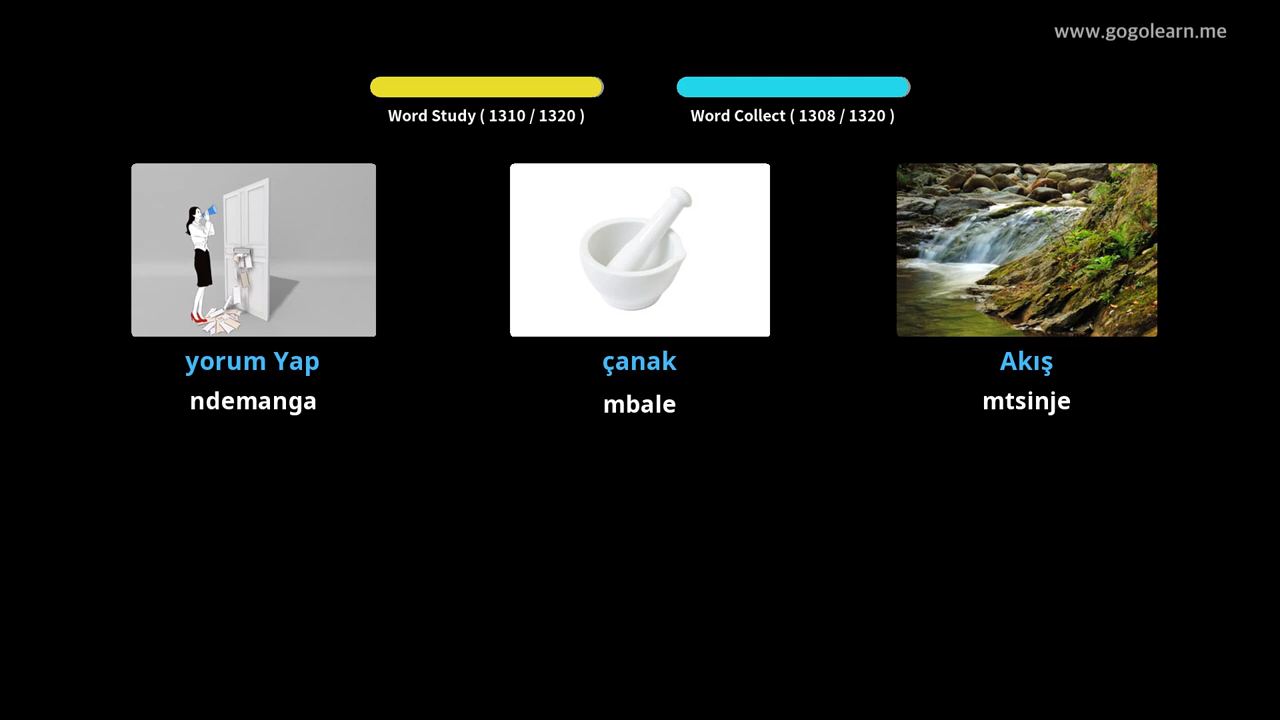 www.gogolearn.me
Word Study ( 1310 / 1320 )
Word Collect ( 1308 / 1320 )
yorum Yap
çanak
Akış
ndemanga
mbale
mtsinje